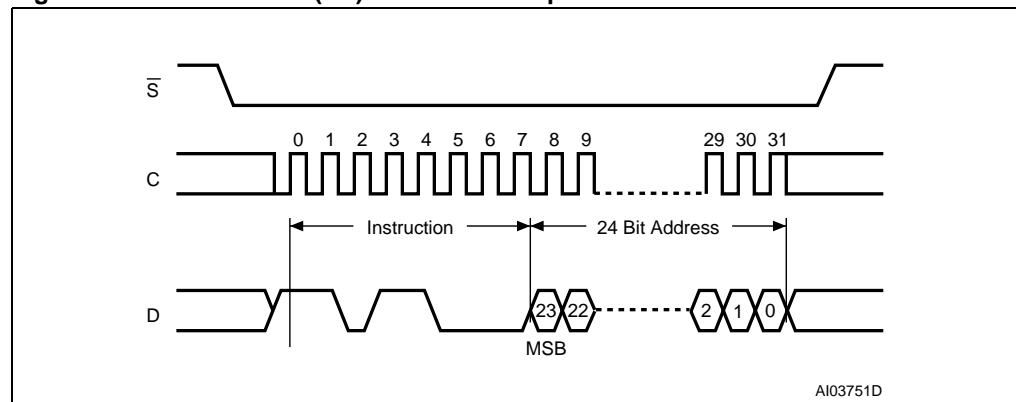 S
0 1 2 3 4 5 6 7 8 9 29 30 31
C
Instruction 24 Bit Address
D 23 22 2 1 0
MSB
AI03751D